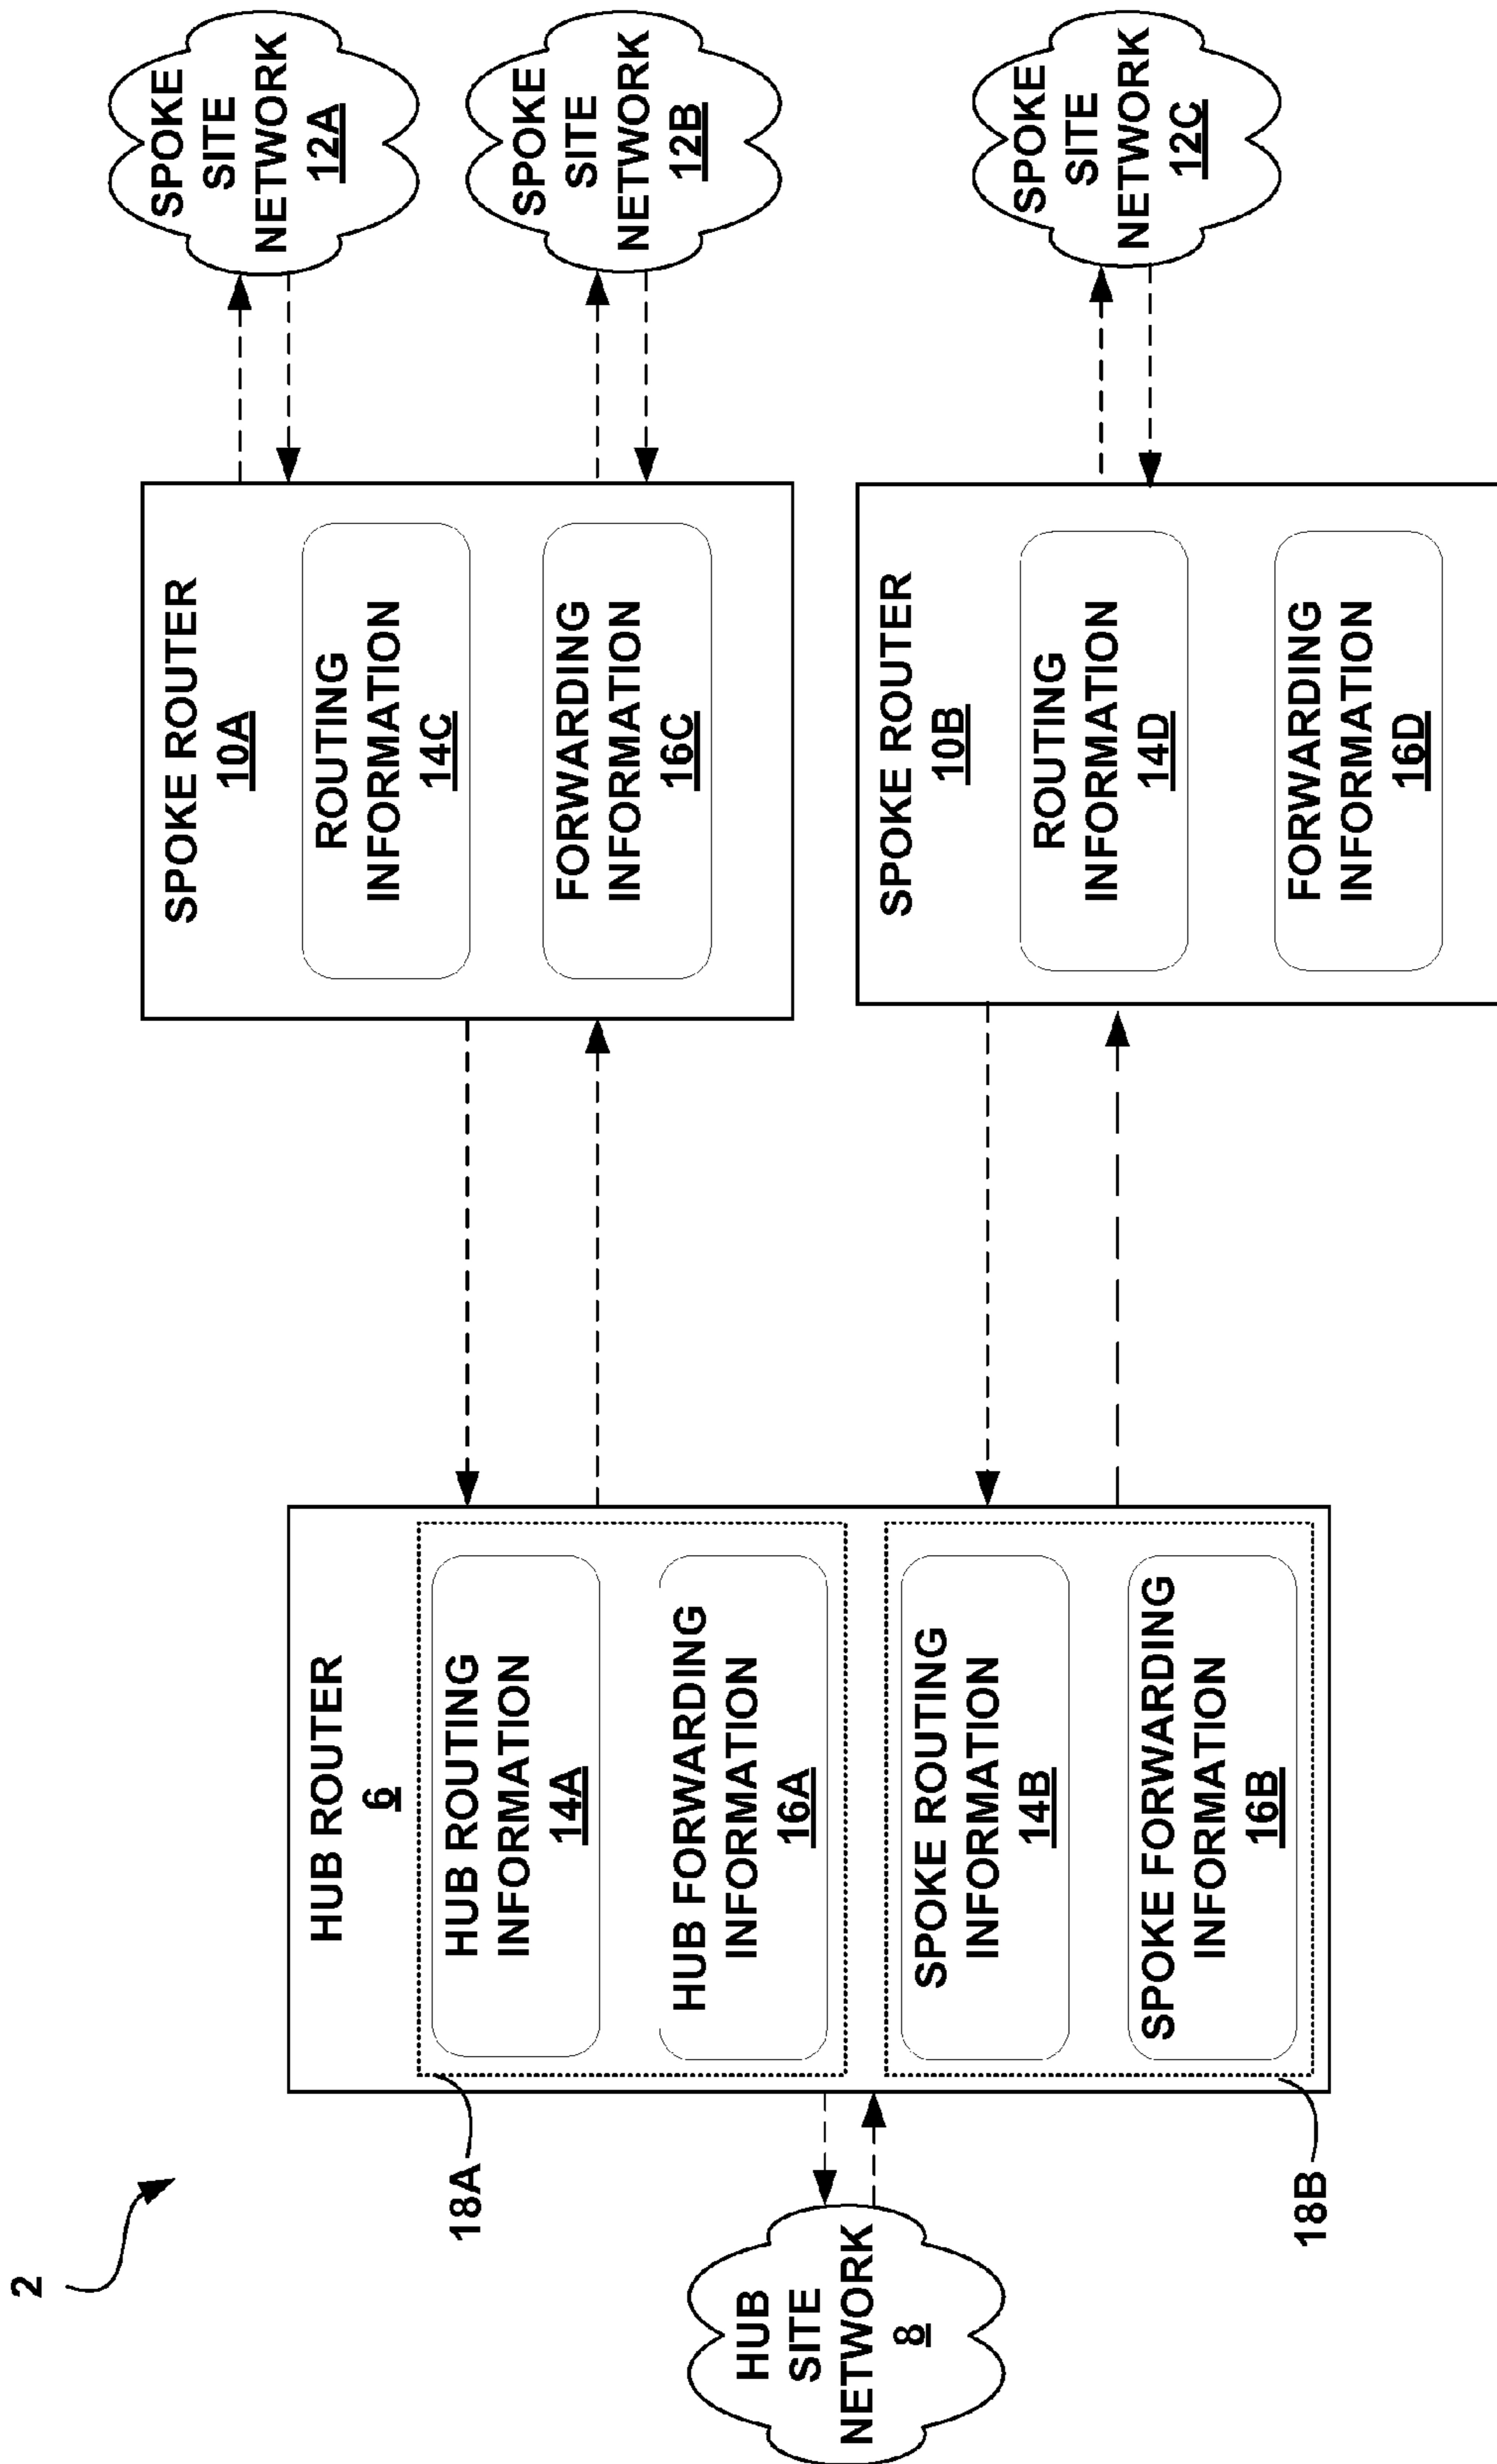 2
HUB
SITE
NETWORK
8
18A
18B
HUB ROUTER
6
HUB ROUTING
INFORMATION
14A
HUB FORWARDING
INFORMATION
16A
SPOKE ROUTING
INFORMATION
14B
SPOKE FORWARDING
INFORMATION
16B
SPOKE ROUTER
10A
ROUTING
INFORMATION
14C
FORWARDING
INFORMATION
16C
SPOKE ROUTER
10B
ROUTING
INFORMATION
14D
FORWARDING
INFORMATION
16D
SPOKE
SITE
NETWORK
12A
SPOKE
SITE
NETWORK
12B
SPOKE
SITE
NETWORK
12C